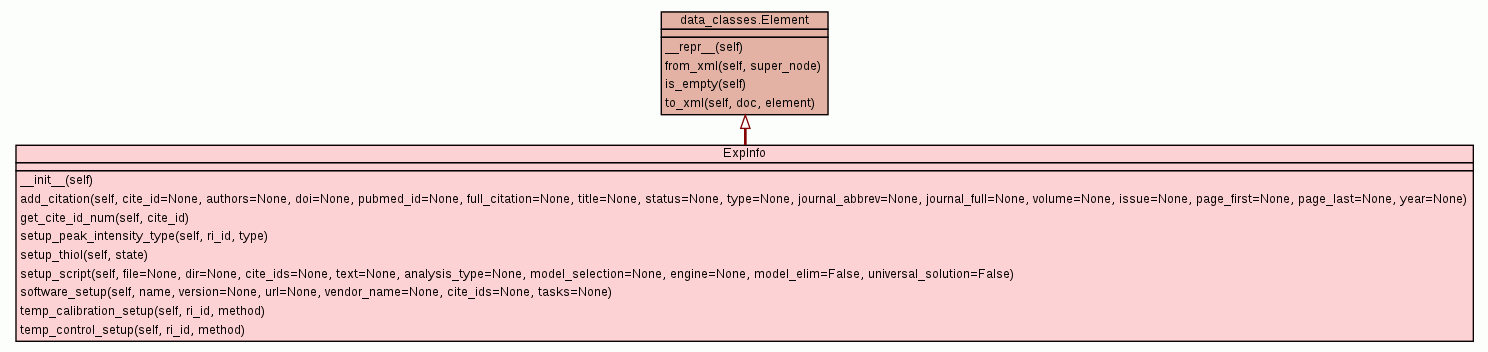 data_classes.Element
__repr__(self)
from_xml(self, super_node)
is_empty(self)
to_xml(self, doc, element)
ExpInfo
__init__(self)
add_citation(self, cite_id=None, authors=None, doi=None, pubmed_id=None, full_citation=None, title=None, status=None, type=None, journal_abbrev=None, journal_full=None, volume=None, issue=None, page_first=None, page_last=None, year=None)
get_cite_id_num(self, cite_id)
setup_peak_intensity_type(self, ri_id, type)
setup_thiol(self, state)
setup_script(self, file=None, dir=None, cite_ids=None, text=None, analysis_type=None, model_selection=None, engine=None, model_elim=False, universal_solution=False)
software_setup(self, name, version=None, url=None, vendor_name=None, cite_ids=None, tasks=None)
temp_calibration_setup(self, ri_id, method)
temp_control_setup(self, ri_id, method)